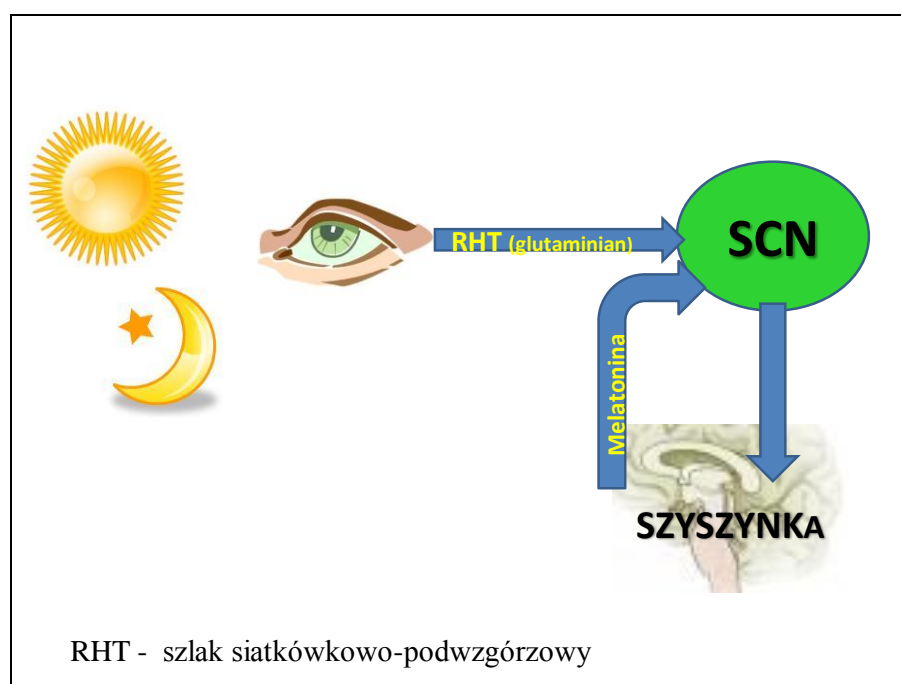 RHT (glutaminian)
SCN
Melatonina
SZYSZYNKA
RHT - szlak siatkówkowo-podwzgórzowy